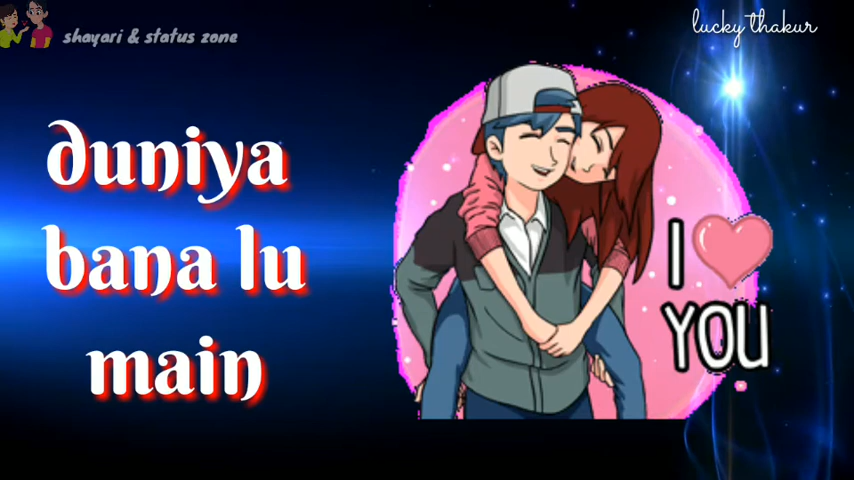 shayari & status zone
lucky thakur
duniya
bana lu
main
I
YOU